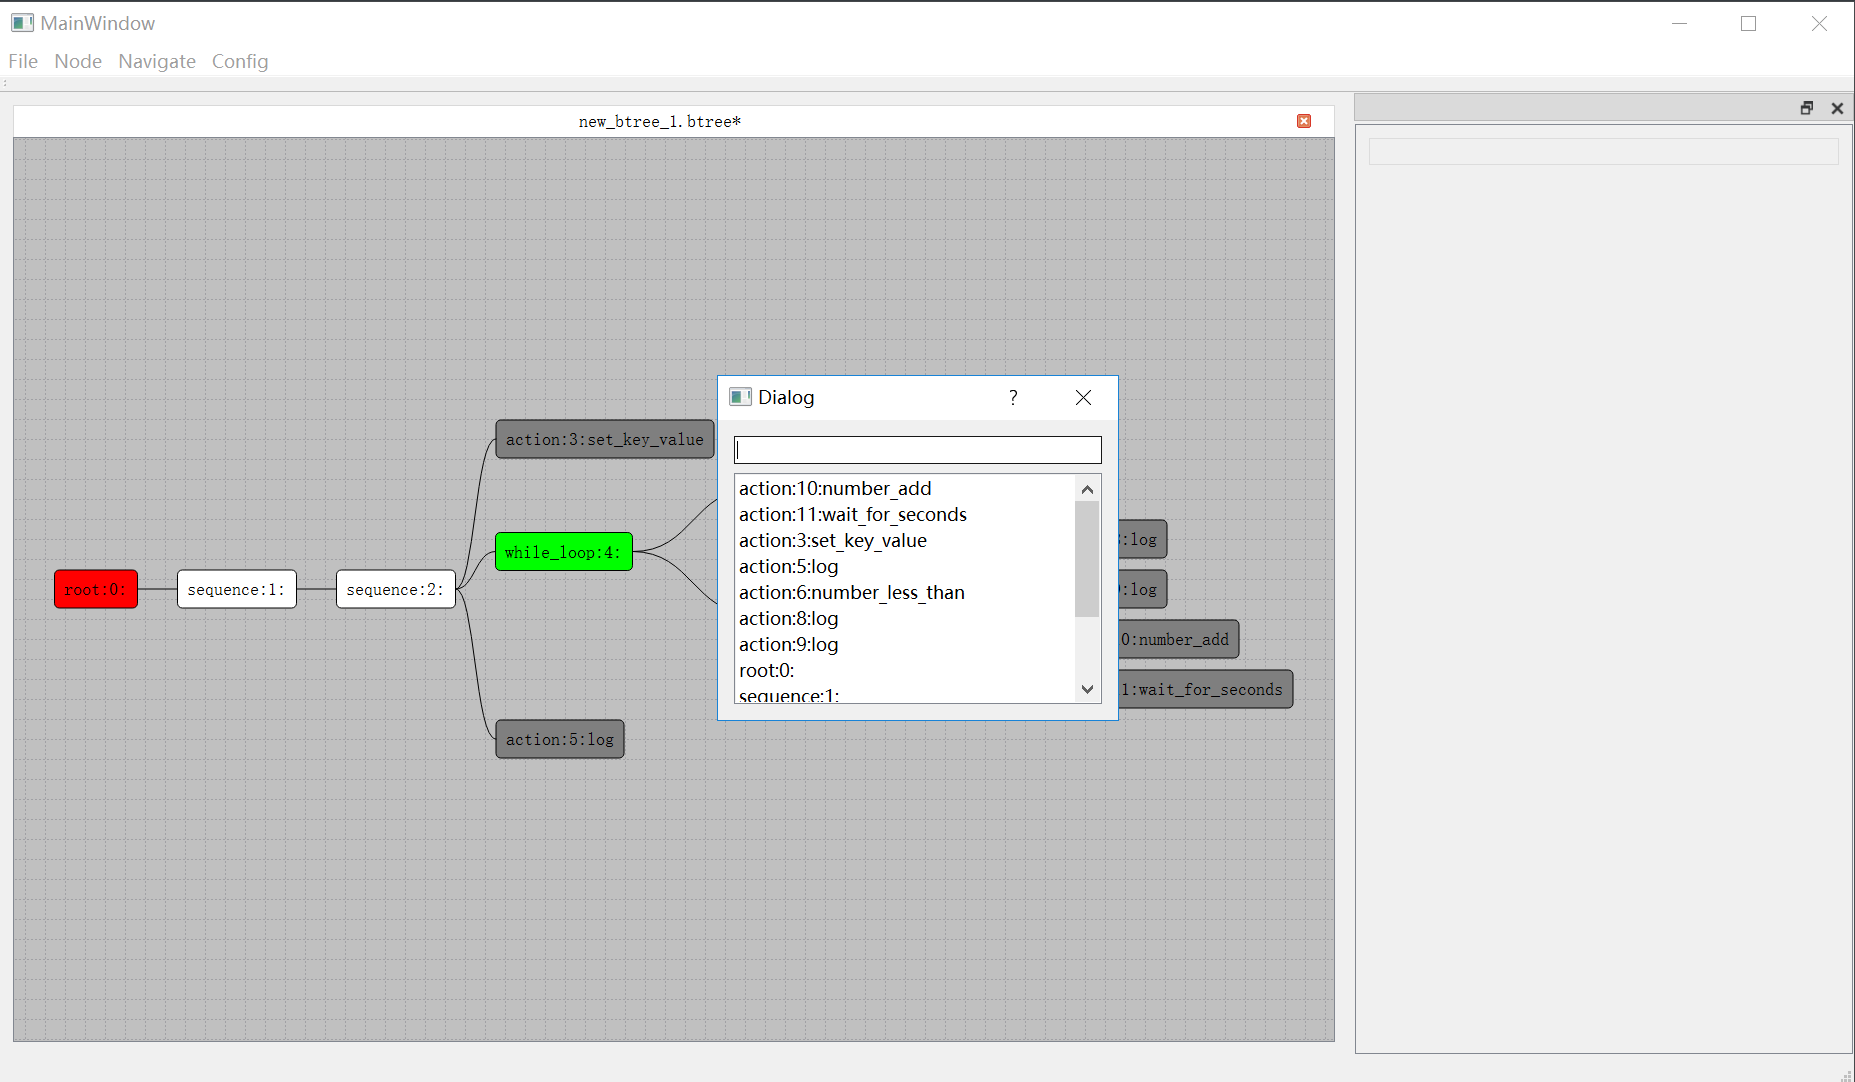 MainWindow
File Node Navigate Config
new_btree_1.btree*
Dialog
?
action:10:number_add
action:11:wait_for_seconds
action:3:set_key_value
action:5:log
action:6:number_less_than
action:8:log
action:9:log
root:0:
sequence:1:
action:3:set_key_value
while_loop:4:
root:0:
sequence:1:
sequence:2:
action:5:log
:log
:log
0:number_add
1:wait_for_seconds